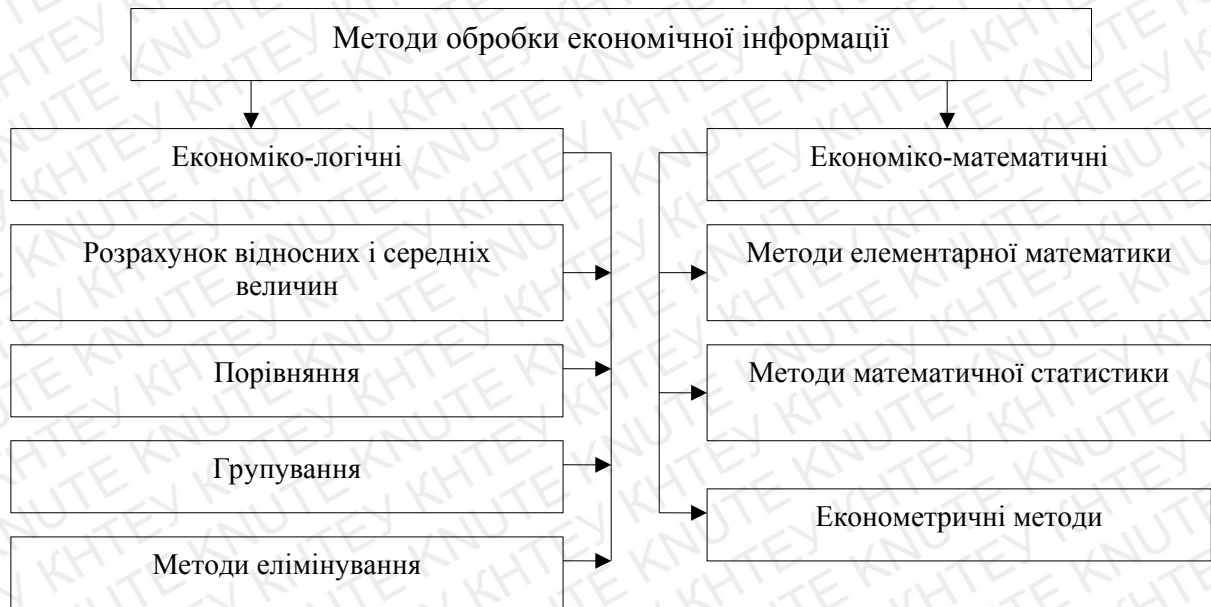 Методи обробки економічної інформації
Економіко-логічні
Розрахунок відносних і середніх
величин
Порівняння
Групування
Методи елімінування
Економіко-математичні
Методи елементарної математики
Методи математичної статистики
Економетричні методи